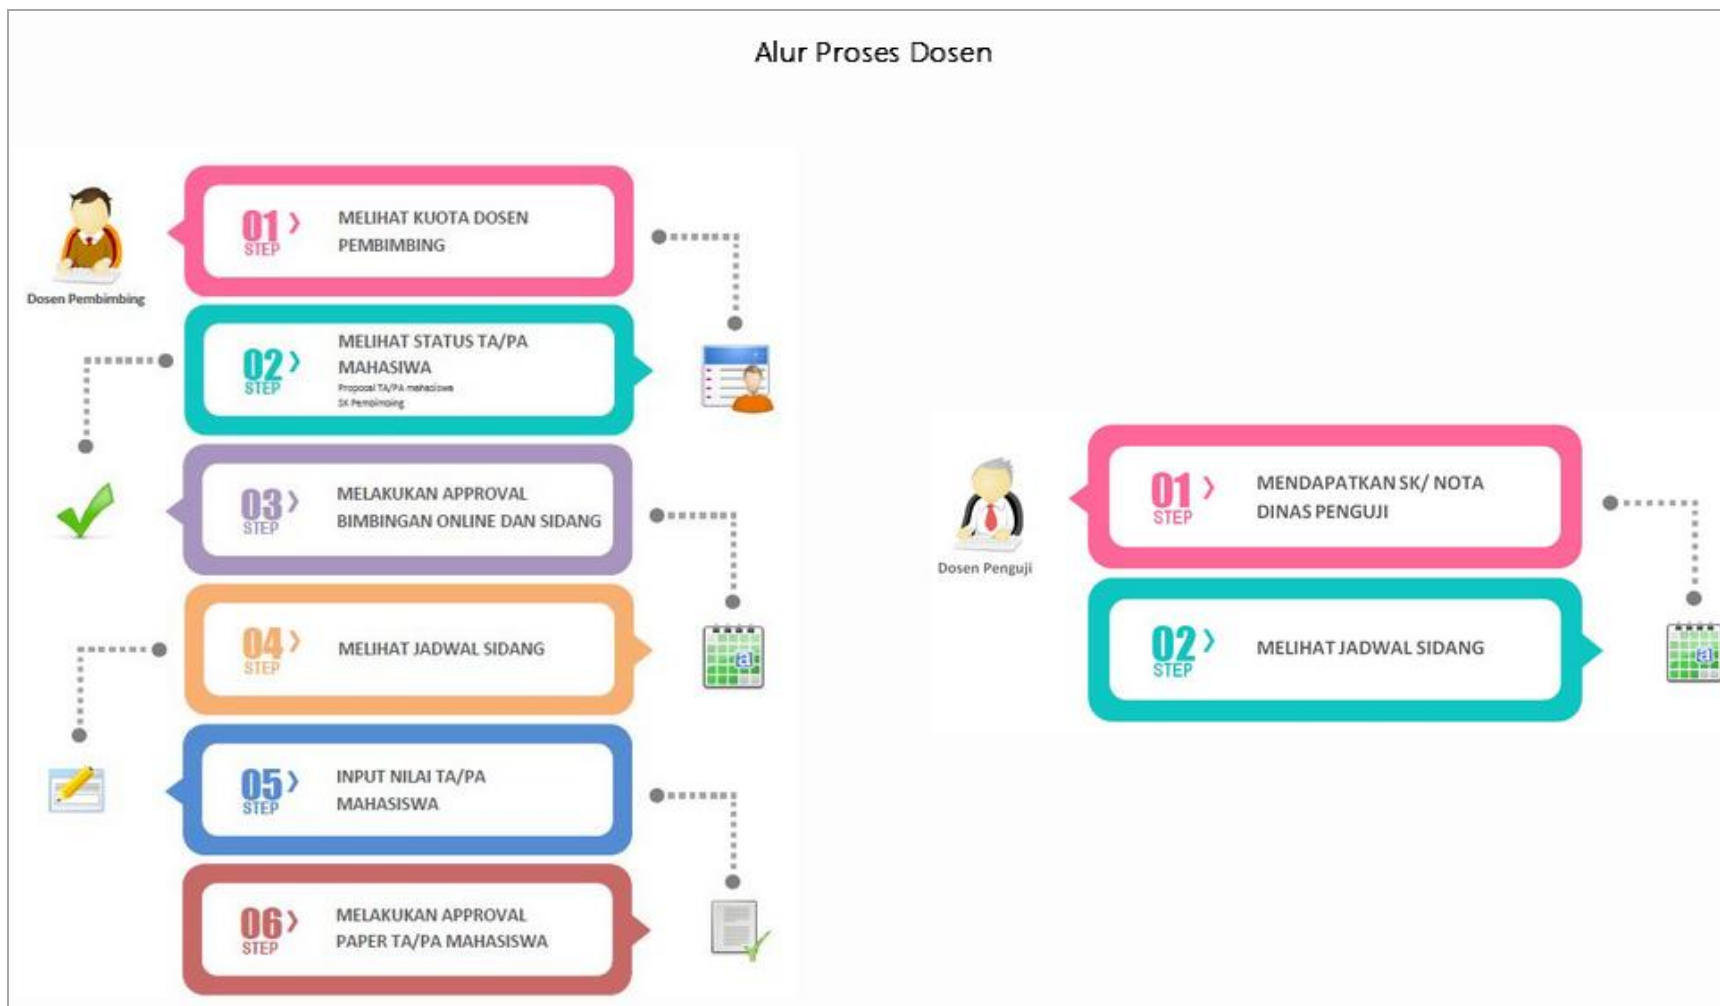 Alur Proses Dosen
Dosen Pembimbing
01
STEP
MELIHAT KUOTA DOSEN
PEMBIMBING
02
STEP
MELIHAT STATUS TA/PA
MAHASIWA
Proposal TA/PA mahasiswa
SK Pembimbing
03
STEP
MELAKUKAN APPROVAL
BIMBINGAN ONLINE DAN SIDANG
04
STEP
MELIHAT JADWAL SIDANG
05
STEP
INPUT NILAI TA/PA
MAHASISWA
06
STEP
MELAKUKAN APPROVAL
PAPER TA/PA MAHASISWA
Dosen Penguji
01
STEP
MENDAPATKAN SK/ NOTA
DINAS PENGUJI
02
STEP
MELIHAT JADWAL SIDANG
a
a